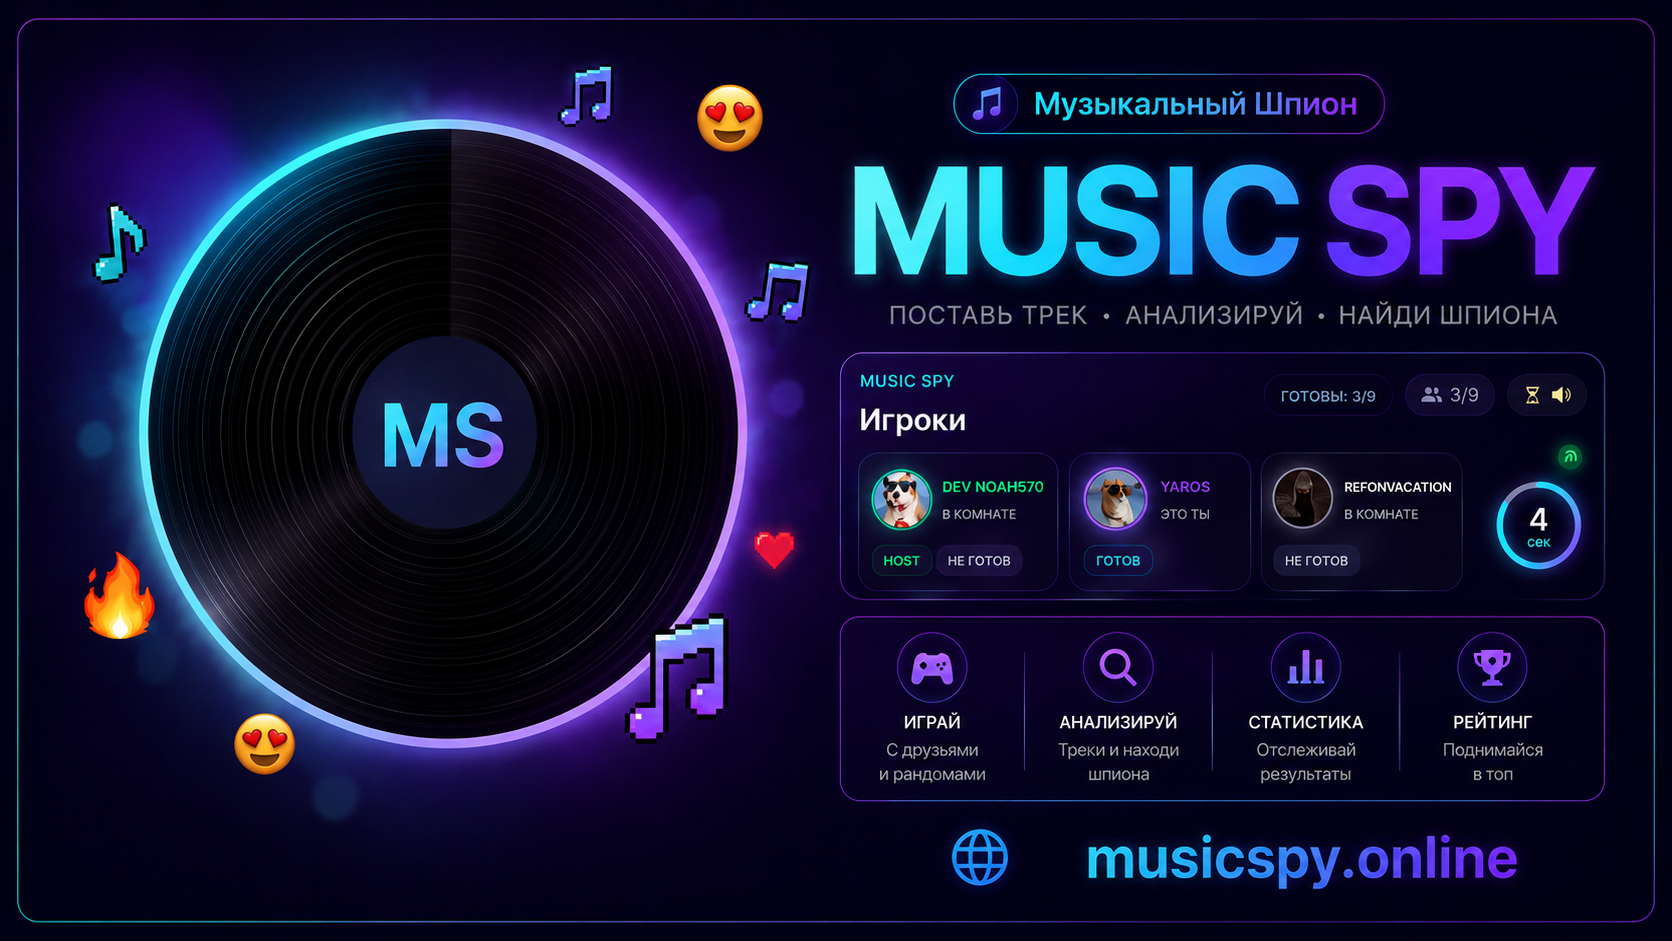 Музыкальный Шпион
MUSIC SPY
ПОСТАВЬ ТРЕК • АНАЛИЗИРУЙ • НАЙДИ ШПИОНА
MS
MUSIC SPY
Игроки
ГОТОВЫ: 3/9
3/9
DEV NOAH570
В КОМНАТЕ
HOST
НЕ ГОТОВ
YAROS
ЭТО ТЫ
ГОТОВ
REFONVACATION
В КОМНАТЕ
НЕ ГОТОВ
4
сек
ИГРАЙ
С друзьями
и рандомами
АНАЛИЗИРУЙ
Треки и находи
шпиона
СТАТИСТИКА
Отслеживай
результаты
РЕЙТИНГ
Поднимайся
в топ
musicspy.online